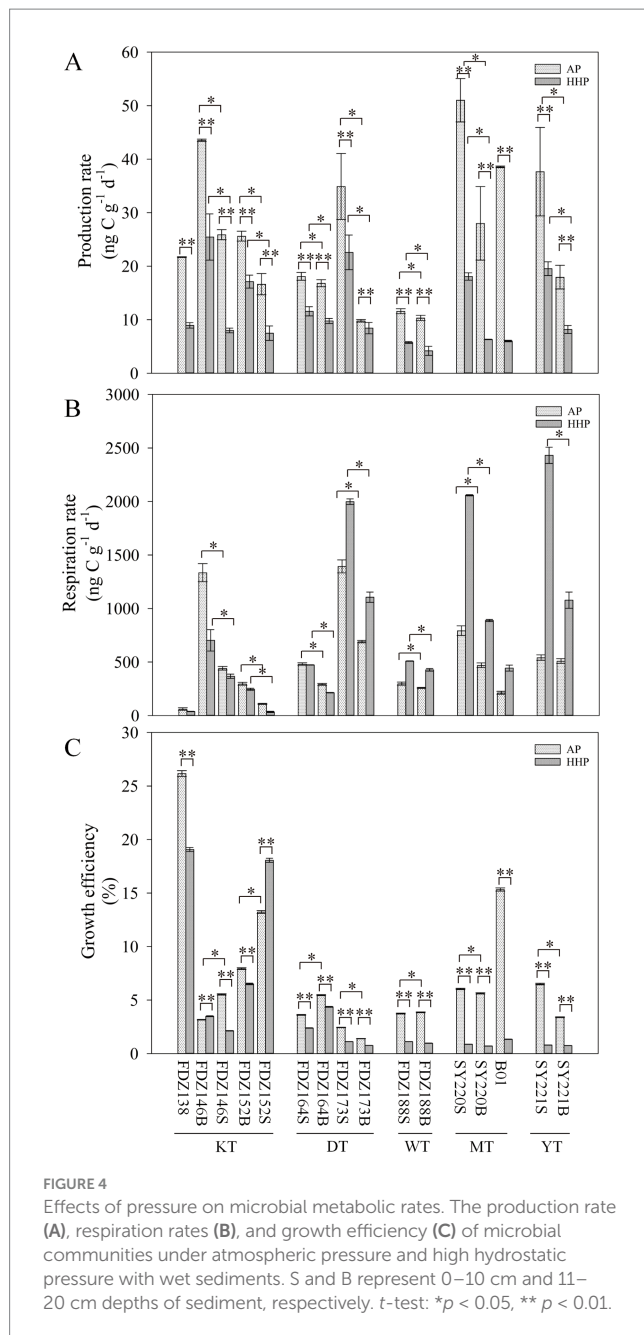 A
Production rate
(ng C g⁻¹ d⁻¹)
60
50
40
30
20
10
0
AP
HHP
** ** * ** ** * ** * **
** * ** * * ** * **
** * ** *
** * * ** **
** * * **
B
Respiration rate
(ng C g⁻¹ d⁻¹)
3000
2500
2000
1500
1000
500
0
AP
HHP
* * * *
* * * *
* *
* *
*
C
Growth efficiency
(%)
30
25
20
15
10
5
0
AP
HHP
** ** * ** ** * **
** * ** ** * **
** * **
** * ** **
** * **
FDZ138
FDZ146B
FDZ146S
FDZ152B
FDZ152S
FDZ164S
FDZ164B
FDZ173S
FDZ173B
FDZ188S
FDZ188B
SY220S
SY220B
B01
SY221S
SY221B
KT DT WT MT YT
FIGURE 4
Effects of pressure on microbial metabolic rates. The production rate
(A), respiration rates (B), and growth efficiency (C) of microbial
communities under atmospheric pressure and high hydrostatic
pressure with wet sediments. S and B represent 0–10 cm and 11–
20 cm depths of sediment, respectively. t-test: *p < 0.05, ** p < 0.01.